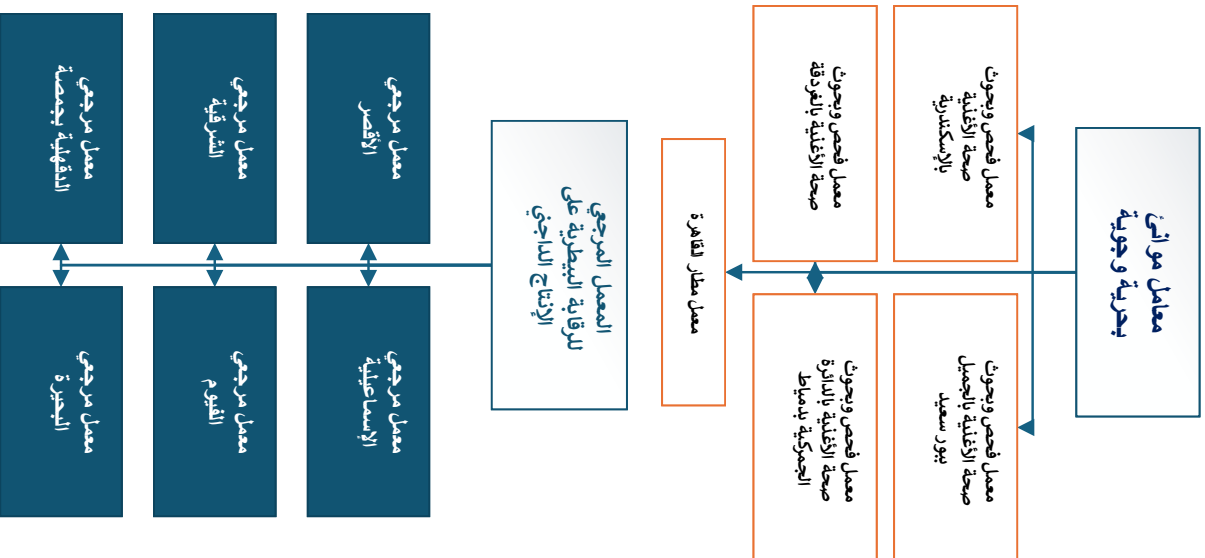 معامل موانئ
بحرية وجوية
معمل فحص وبحوث
صحة الأغذية
بالإسكندرية
معمل فحص وبحوث
صحة الأغذية بالجميل
ببور سعيد
معمل فحص وبحوث
صحة الأغذية بالغردقة
معمل فحص وبحوث
صحة الأغذية بالدائرة
الجمركية بدمياط
معمل مطار القاهرة
المعمل المرجعي
للرقابة البيطرية على
الإنتاج الداجني
معمل مرجعي
الأقصر
معمل مرجعي
الإسماعيلية
معمل مرجعي
الشرقية
معمل مرجعي
الفيوم
معمل مرجعي
الدقهلية بجمصة
معمل مرجعي
البحيرة